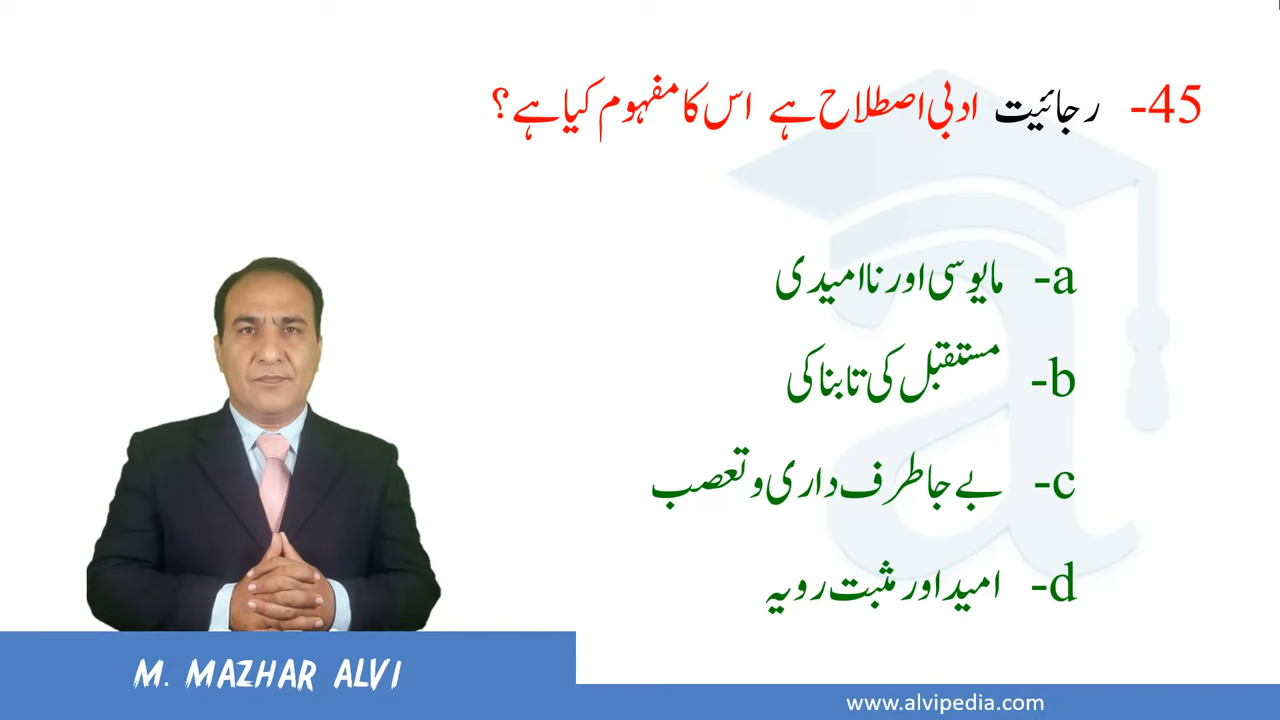 45- رجائیت ادبی اصطلاح ہے اس کا مفہوم کیا ہے؟
a- مایوسی اور ناامیدی
b- مستقبل کی تابناکی
c- بے جا طرف داری و تعصب
d- امید اور مثبت رویہ
M. MAZHAR ALVI
www.alvipedia.com